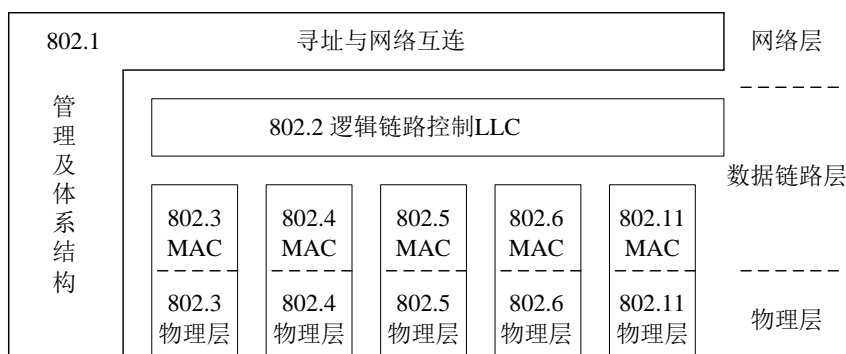 802.1
寻址与网络互连
网络层
管
理
及
体
系
结
构
802.2 逻辑链路控制LLC
数据链路层
802.3
MAC
802.4
MAC
802.5
MAC
802.6
MAC
802.11
MAC
802.3
物理层
802.4
物理层
802.5
物理层
802.6
物理层
802.11
物理层
物理层